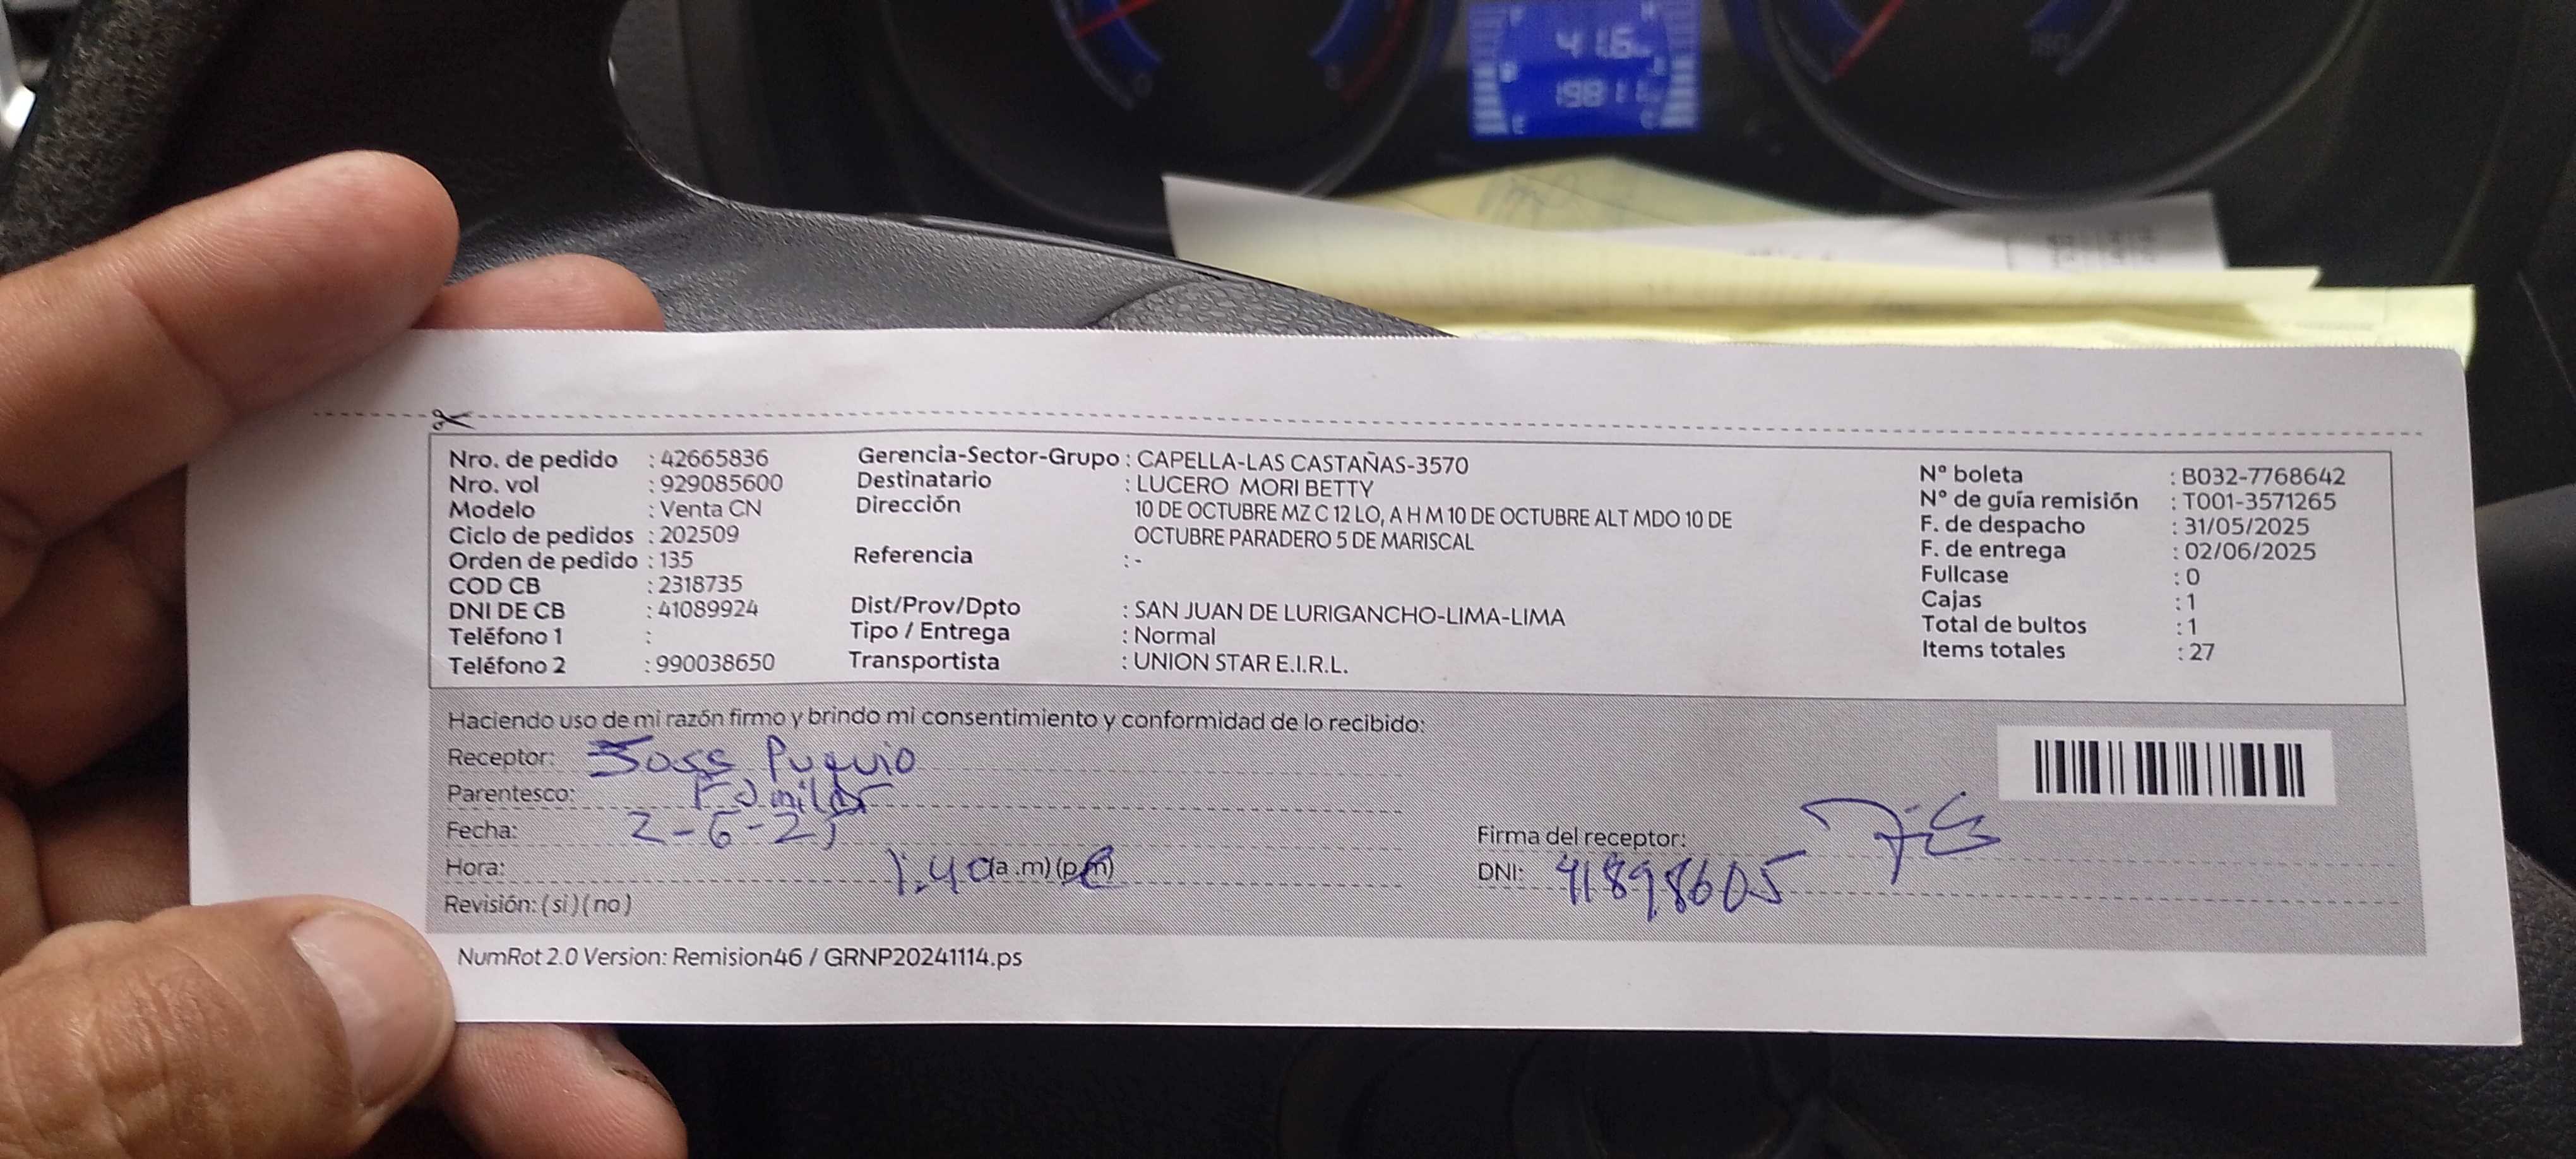 41.6
Nro. de pedido : 42665836
Nro. vol : 929085600
Modelo : Venta CN
Ciclo de pedidos : 202509
Orden de pedido : 135
COD CB : 2318735
DNI DE CB : 41089924
Teléfono 1 :
Teléfono 2 : 990038650
Gerencia-Sector-Grupo : CAPELLA-LAS CASTAÑAS-3570
Destinatario : LUCERO MORI BETTY
Dirección 10 DE OCTUBRE MZ C 12 LO, A H M 10 DE OCTUBRE ALT MDO 10 DE
OCTUBRE PARADERO 5 DE MARISCAL
Referencia : -
Dist/Prov/Dpto : SAN JUAN DE LURIGANCHO-LIMA-LIMA
Tipo / Entrega : Normal
Transportista : UNION STAR E.I.R.L.
N° boleta : B032-7768642
N° de guía remisión : T001-3571265
F. de despacho : 31/05/2025
F. de entrega : 02/06/2025
Fullcase : 0
Cajas : 1
Total de bultos : 1
Items totales : 27
Haciendo uso de mi razón firmo y brindo mi consentimiento y conformidad de lo recibido:
Receptor: Jose Puquio
Parentesco: Familiar
Fecha: 2-6-25
Hora: 1:40 (a.m) (p.m)
Revisión: ( si ) ( no )
Firma del receptor:
DNI: 41898605
NumRot 2.0 Version: Remision46 / GRNP20241114.ps